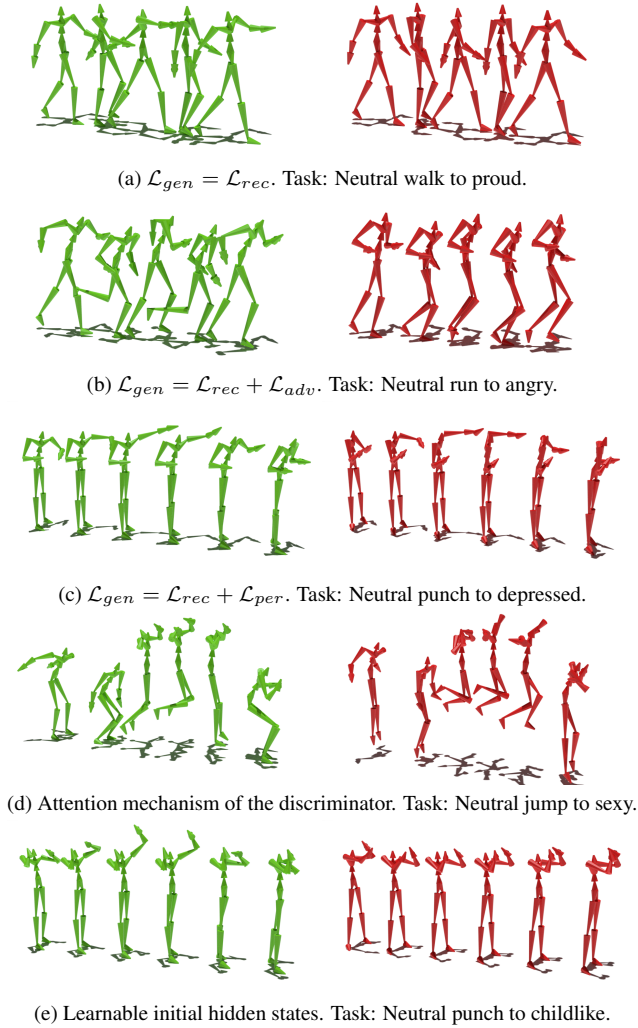 (a) $\mathcal{L}_{gen} = \mathcal{L}_{rec}$. Task: Neutral walk to proud.
(b) $\mathcal{L}_{gen} = \mathcal{L}_{rec} + \mathcal{L}_{adv}$. Task: Neutral run to angry.
(c) $\mathcal{L}_{gen} = \mathcal{L}_{rec} + \mathcal{L}_{per}$. Task: Neutral punch to depressed.
(d) Attention mechanism of the discriminator. Task: Neutral jump to sexy.
(e) Learnable initial hidden states. Task: Neutral punch to childlike.